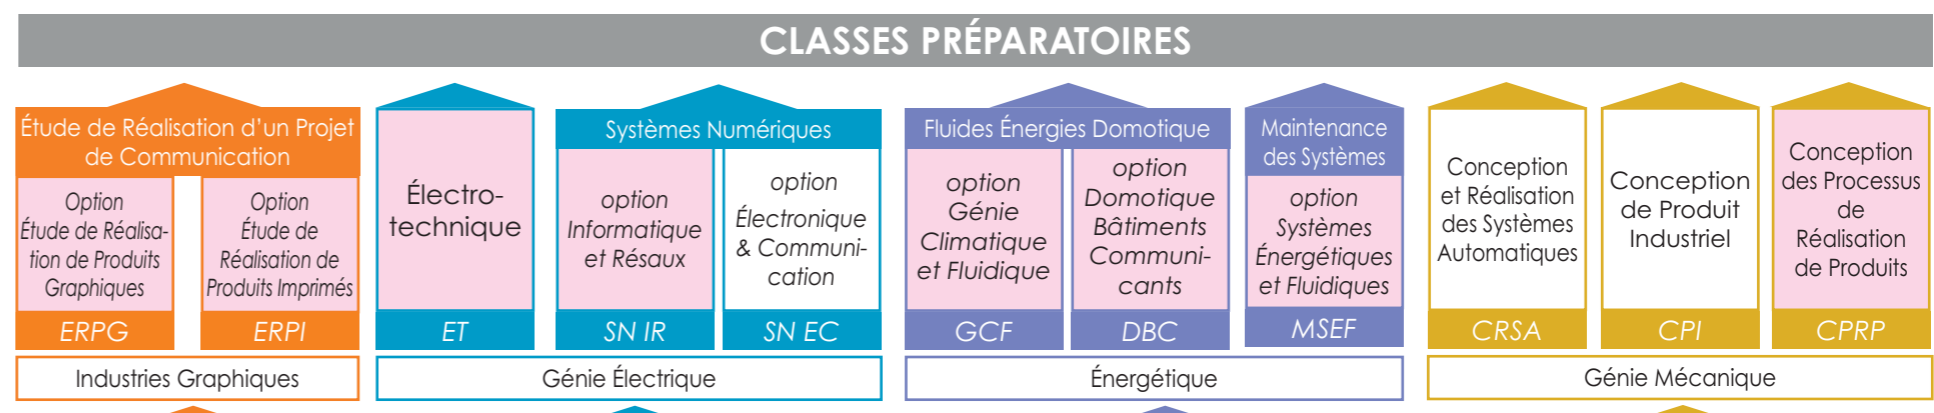 CLASSES PRÉPARATOIRES
Étude de Réalisation d'un Projet
de Communication
Option
Étude de Réalisa-
tion de Produits
Graphiques
ERPG
Option
Étude de
Réalisation de
Produits Imprimés
ERPI
Industries Graphiques
Électro-
technique
ET
Systèmes Numériques
option
Informatique
et Résaux
SN IR
option
Électronique
& Communi-
cation
SN EC
Génie Électrique
Fluides Énergies Domotique
option
Génie
Climatique
et Fluidique
GCF
option
Domotique
Bâtiments
Communi-
cants
DBC
Maintenance
des Systèmes
option
Systèmes
Énergétiques
et Fluidiques
MSEF
Énergétique
Conception
et Réalisation
des Systèmes
Automatiques
CRSA
Conception
de Produit
Industriel
CPI
Conception
des Processus
de
Réalisation
de Produits
CPRP
Génie Mécanique